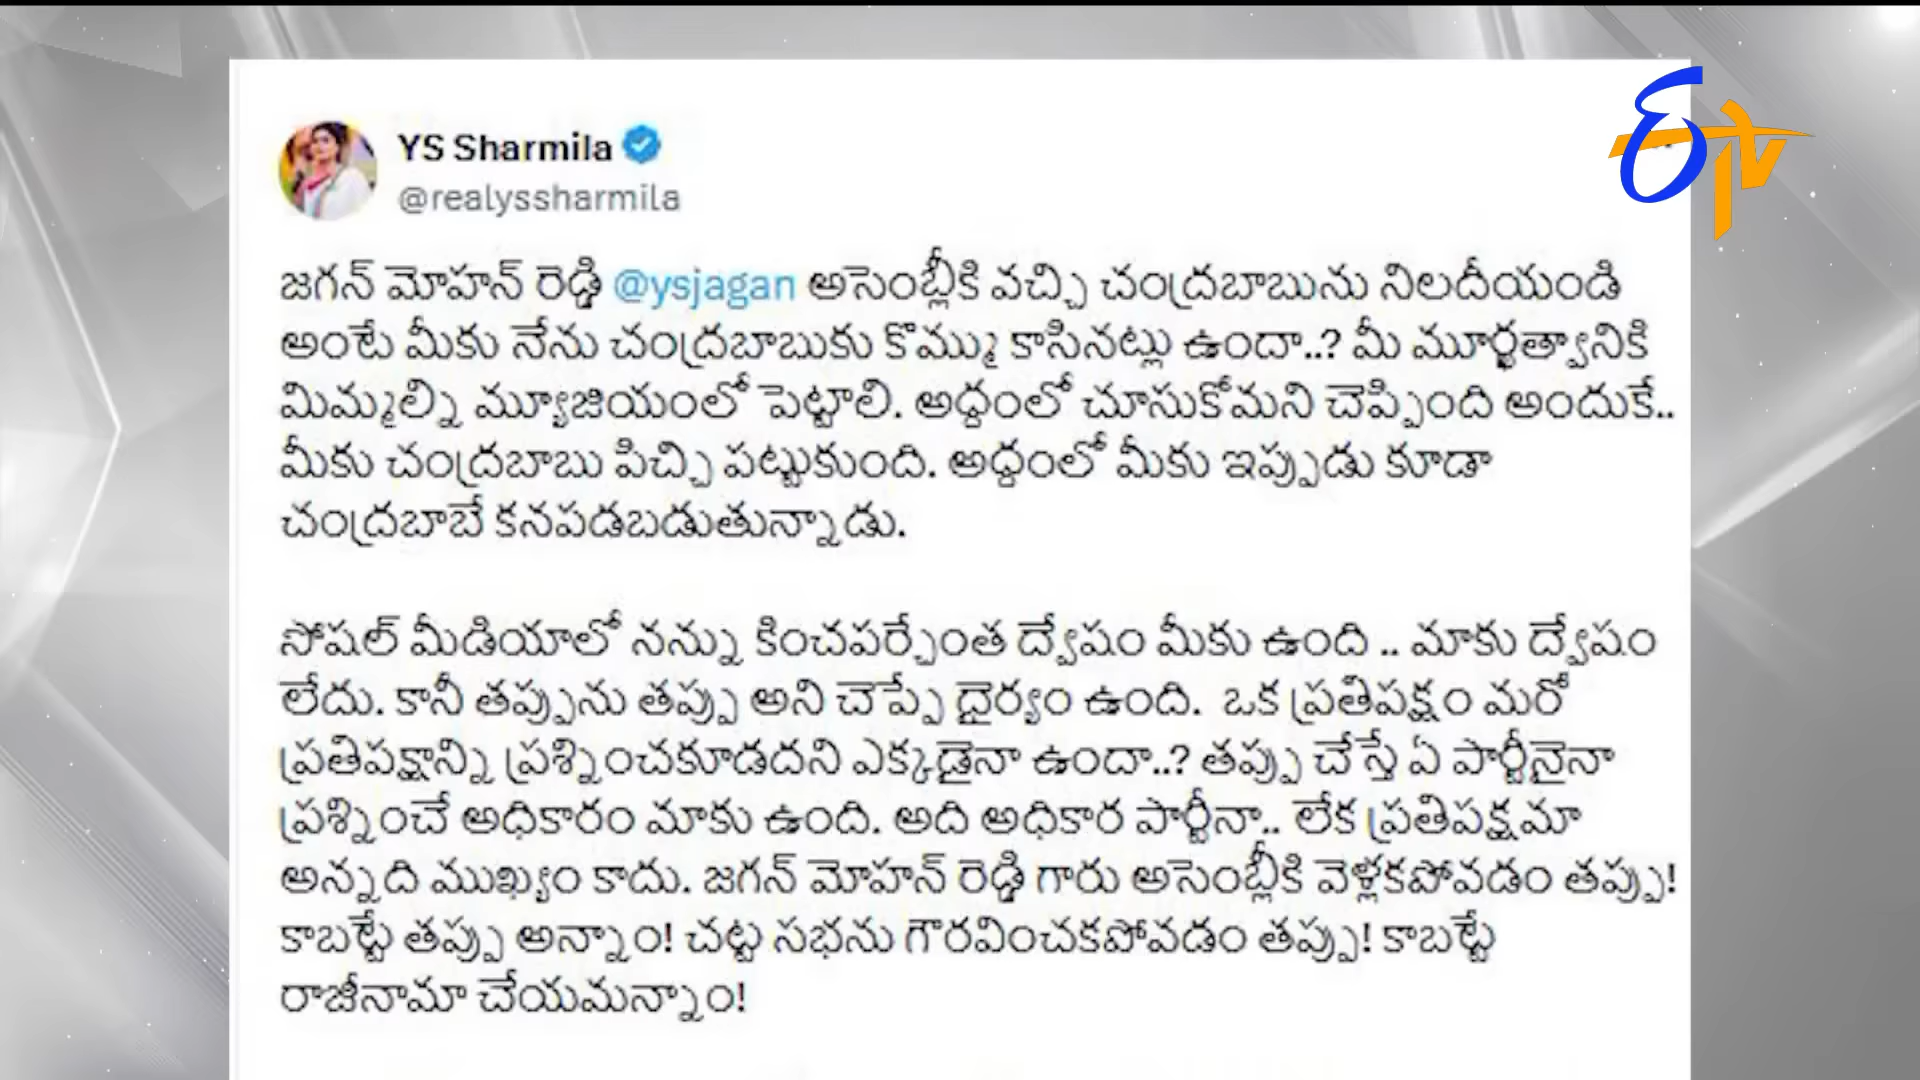 YS Sharmila
@realyssharmila
ETV
జగన్ మోహన్ రెడ్డి @ysjagan అసెంబ్లీకి వచ్చి చంద్రబాబును నిలదీయండి
అంటే మీకు నేను చంద్రబాబుకు కొమ్ము కాసినట్లు ఉందా..? మీ మూర్ఖత్వానికి
మిమ్మల్ని మ్యూజియంలో పెట్టాలి. అద్దంలో చూసుకోమని చెప్పింది అందుకే..
మీకు చంద్రబాబు పిచ్చి పట్టుకుంది. అద్దంలో మీకు ఇప్పుడు కూడా
చంద్రబాబే కనపడబడుతున్నాడు.
సోషల్ మీడియాలో నన్ను కించపర్చేంత ద్వేషం మీకు ఉంది .. మాకు ద్వేషం
లేదు. కానీ తప్పును తప్పు అని చెప్పే ధైర్యం ఉంది. ఒక ప్రతిపక్షం మరో
ప్రతిపక్షాన్ని ప్రశ్నించకూడదని ఎక్కడైనా ఉందా..? తప్పు చేస్తే ఏ పార్టీనైనా
ప్రశ్నించే అధికారం మాకు ఉంది. అది అధికార పార్టీనా.. లేక ప్రతిపక్షమా
అన్నది ముఖ్యం కాదు. జగన్ మోహన్ రెడ్డి గారు అసెంబ్లీకి వెళ్లకపోవడం తప్పు!
కాబట్టే తప్పు అన్నాం! చట్ట సభను గౌరవించకపోవడం తప్పు! కాబట్టే
రాజీనామా చేయమన్నాం!